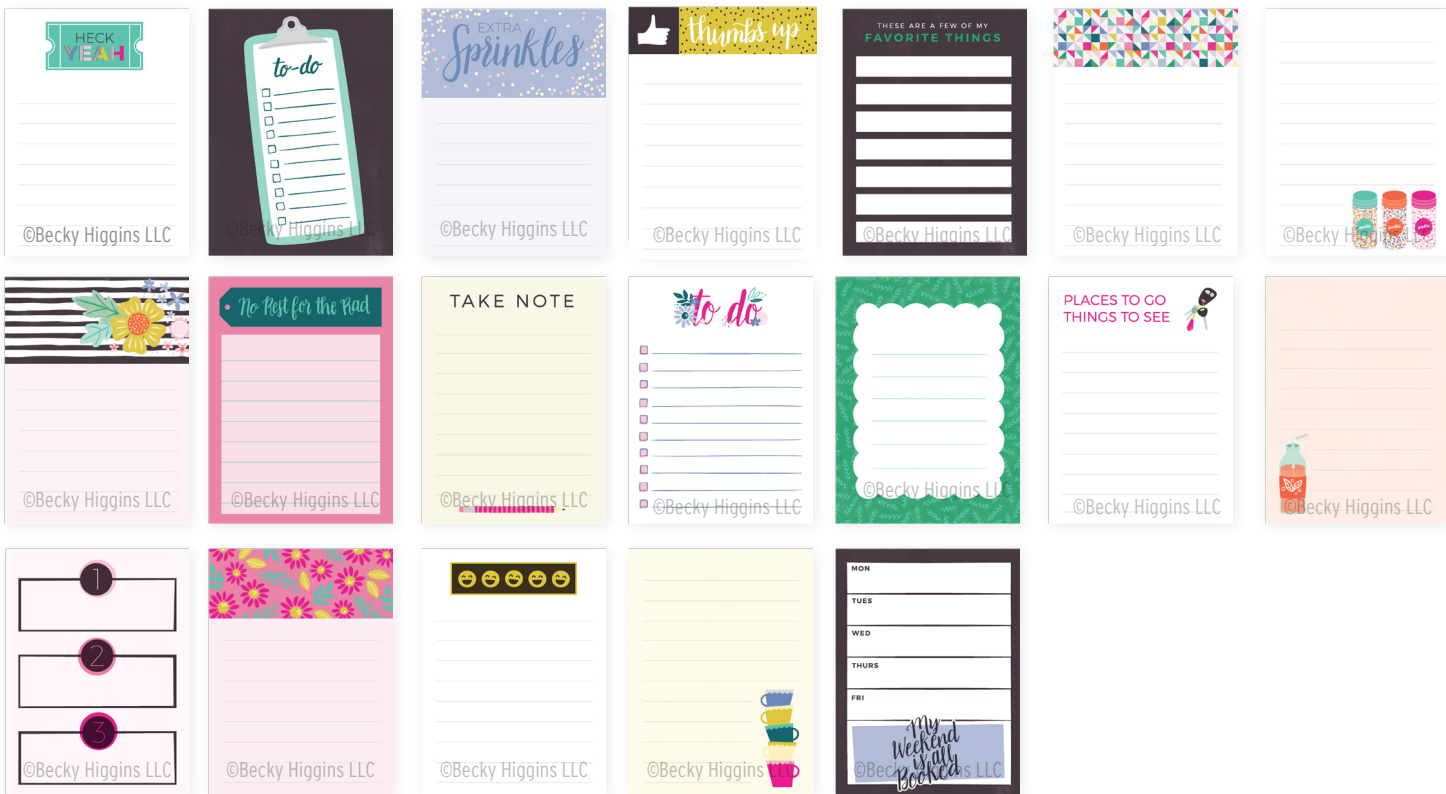 HECK
YEAH
©Becky Higgins LLC
to-do
©Becky Higgins LLC
EXTRA
Sprinkles
©Becky Higgins LLC
thumbs up
©Becky Higgins LLC
THESE ARE A FEW OF MY
FAVORITE THINGS
©Becky Higgins LLC
©Becky Higgins LLC
©Becky Higgins LLC
©Becky Higgins LLC
No Rest for the Rad
©Becky Higgins LLC
TAKE NOTE
©Becky Higgins LLC
to do
©Becky Higgins LLC
©Becky Higgins LLC
PLACES TO GO
THINGS TO SEE
©Becky Higgins LLC
©Becky Higgins LLC
1
2
3
©Becky Higgins LLC
©Becky Higgins LLC
©Becky Higgins LLC
©Becky Higgins LLC
MON
TUES
WED
THURS
FRI
My
Weekend
is all
Booked
©Becky Higgins LLC